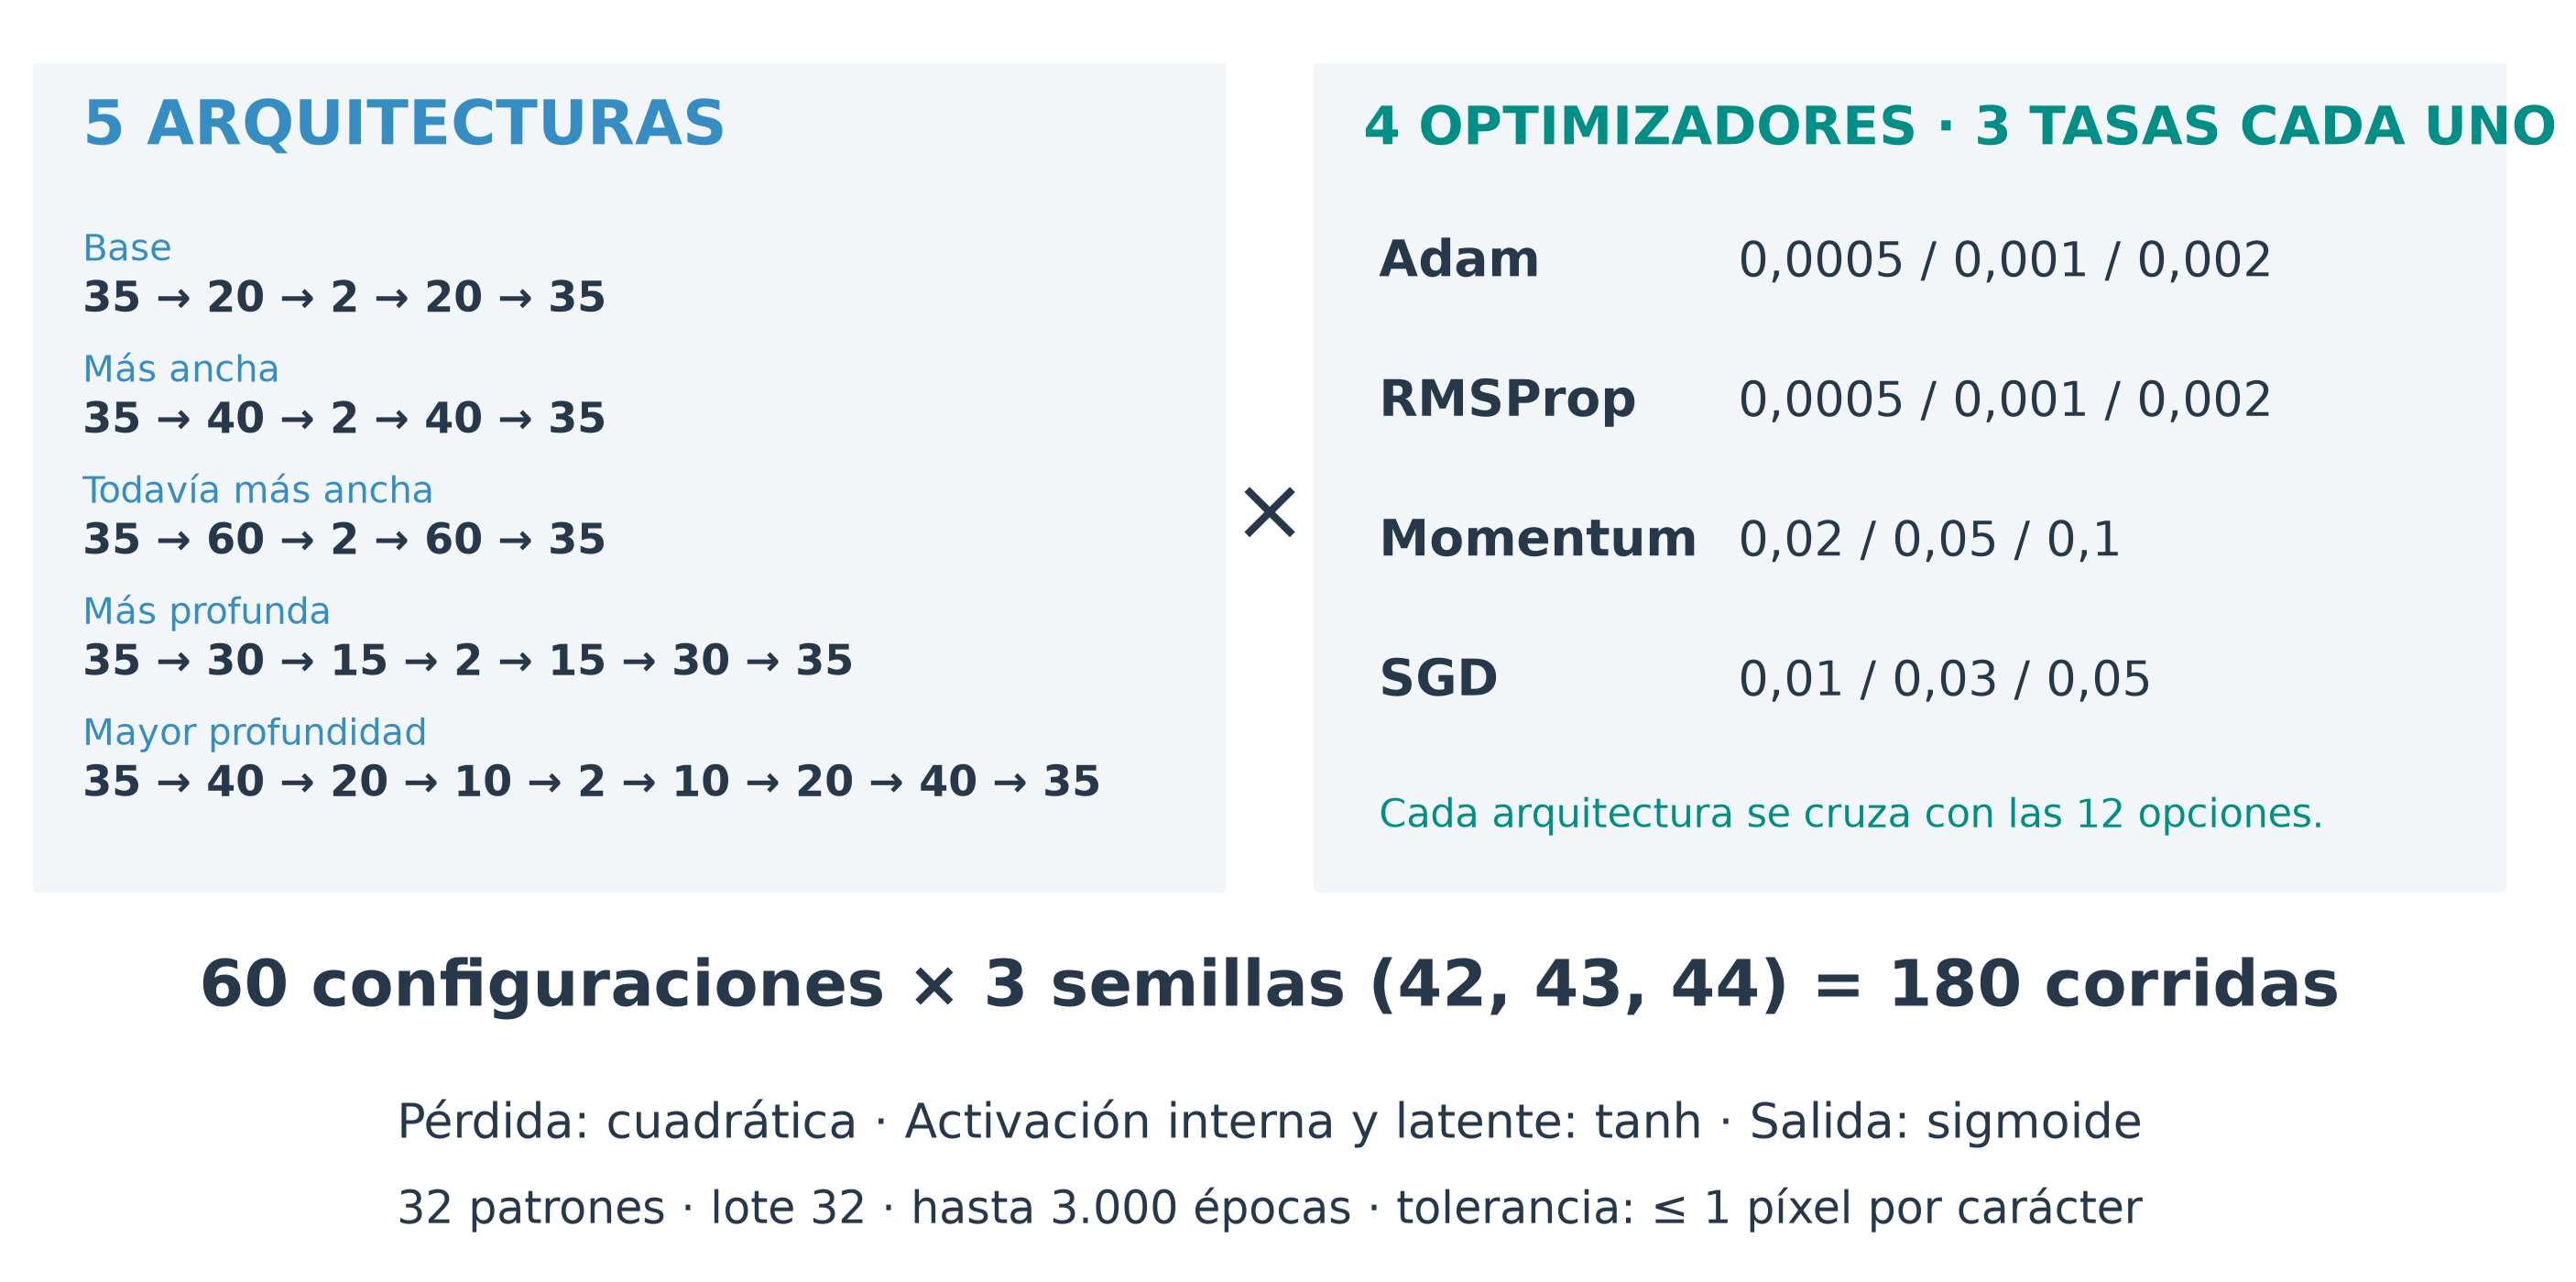 5 ARQUITECTURAS
Base
35 → 20 → 2 → 20 → 35
Más ancha
35 → 40 → 2 → 40 → 35
Todavía más ancha
35 → 60 → 2 → 60 → 35
Más profunda
35 → 30 → 15 → 2 → 15 → 30 → 35
Mayor profundidad
35 → 40 → 20 → 10 → 2 → 10 → 20 → 40 → 35
×
4 OPTIMIZADORES · 3 TASAS CADA UNO
Adam 0,0005 / 0,001 / 0,002
RMSProp 0,0005 / 0,001 / 0,002
Momentum 0,02 / 0,05 / 0,1
SGD 0,01 / 0,03 / 0,05
Cada arquitectura se cruza con las 12 opciones.
60 configuraciones × 3 semillas (42, 43, 44) = 180 corridas
Pérdida: cuadrática · Activación interna y latente: tanh · Salida: sigmoide
32 patrones · lote 32 · hasta 3.000 épocas · tolerancia: ≤ 1 píxel por carácter